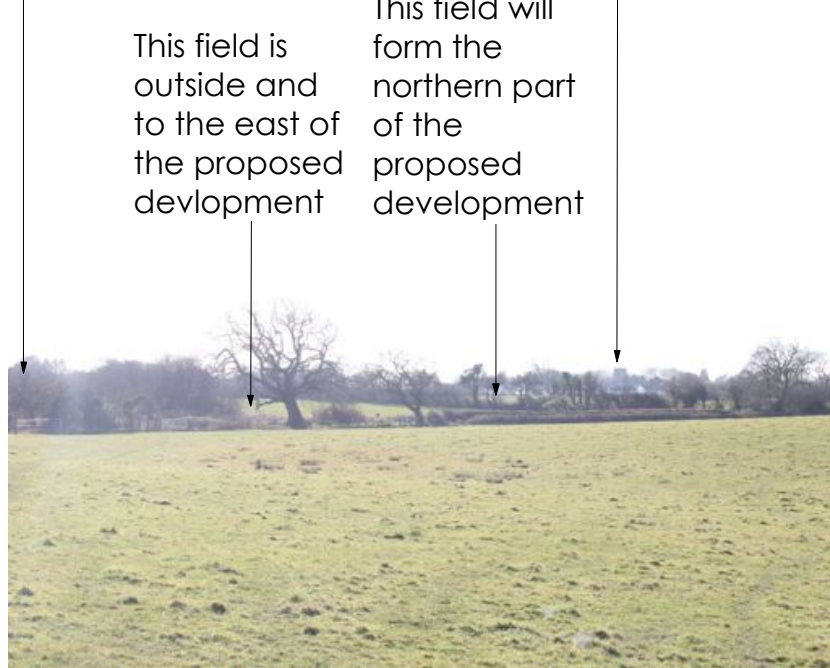 This field is
outside and
to the east of
the proposed
devlopment
This field will
form the
northern part
of the
proposed
development